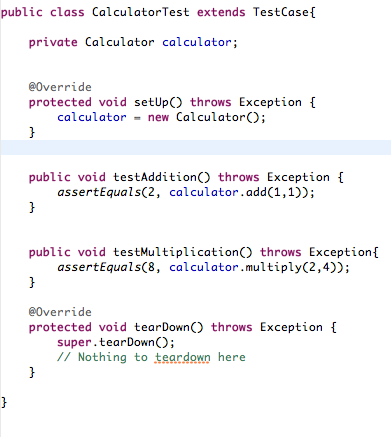 public class CalculatorTest extends TestCase{
private Calculator calculator;
@Override
protected void setUp() throws Exception {
calculator = new Calculator();
}
public void testAddition() throws Exception {
assertEquals(2, calculator.add(1,1));
}
public void testMultiplication() throws Exception{
assertEquals(8, calculator.multiply(2,4));
}
@Override
protected void tearDown() throws Exception {
super.tearDown();
// Nothing to teardown here
}
}